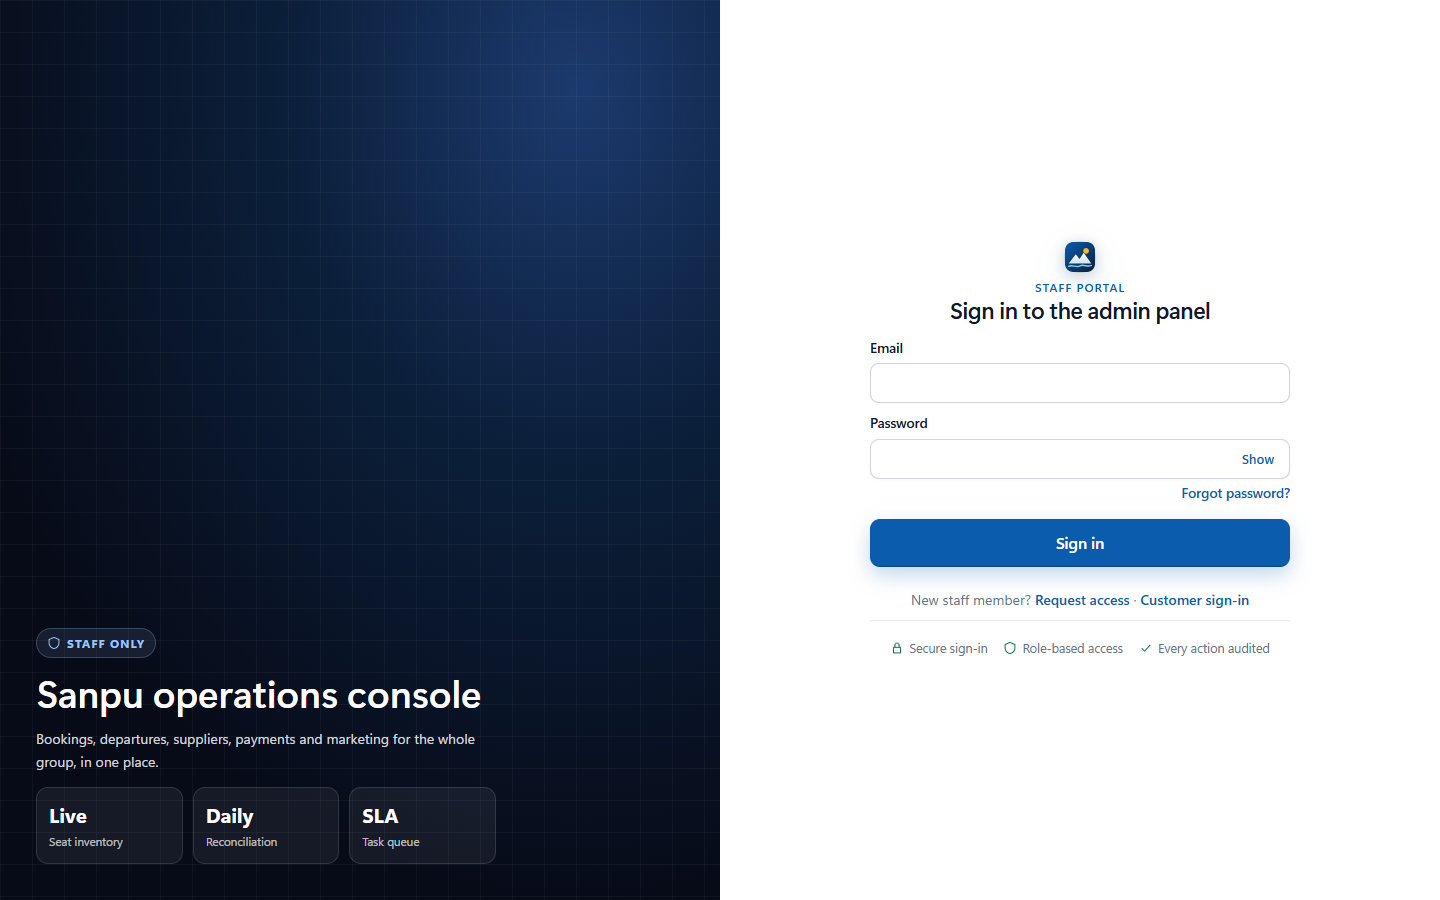 STAFF ONLY
Sanpu operations console
Bookings, departures, suppliers, payments and marketing for the whole
group, in one place.
Live
Seat inventory
Daily
Reconciliation
SLA
Task queue
STAFF PORTAL
Sign in to the admin panel
Email
Password
Show
Forgot password?
Sign in
New staff member? Request access · Customer sign-in
Secure sign-in
Role-based access
Every action audited